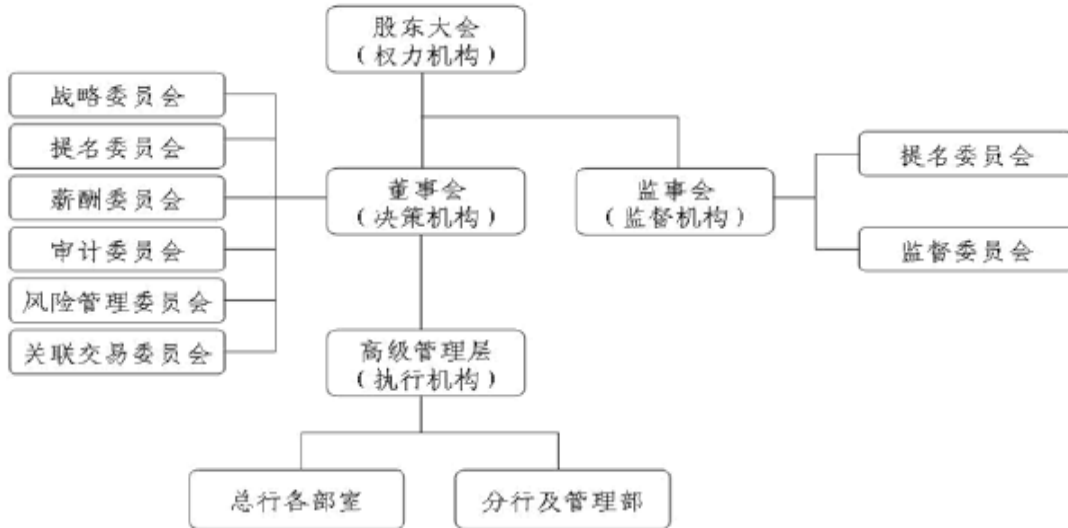 股东大会
（权力机构）
战略委员会
提名委员会
薪酬委员会
审计委员会
风险管理委员会
关联交易委员会
董事会
（决策机构）
监事会
（监督机构）
提名委员会
监督委员会
高级管理层
（执行机构）
总行各部室
分行及管理部